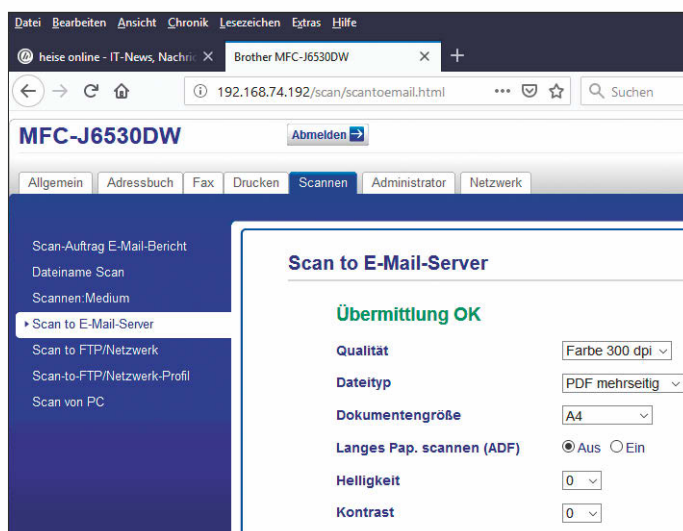 Datei Bearbeiten Ansicht Chronik Lesezeichen Extras Hilfe
heise online - IT-News, Nachric
Brother MFC-J6530DW
192.168.74.192/scan/scantoemail.html
Suchen
MFC-J6530DW
Abmelden
Allgemein Adressbuch Fax Drucken Scannen Administrator Netzwerk
Scan-Auftrag E-Mail-Bericht
Dateiname Scan
Scannen:Medium
Scan to E-Mail-Server
Scan to FTP/Netzwerk
Scan-to-FTP/Netzwerk-Profil
Scan von PC
Scan to E-Mail-Server
Übermittlung OK
Qualität Farbe 300 dpi
Dateityp PDF mehrseitig
Dokumentengröße A4
Langes Pap. scannen (ADF) Aus Ein
Helligkeit 0
Kontrast 0